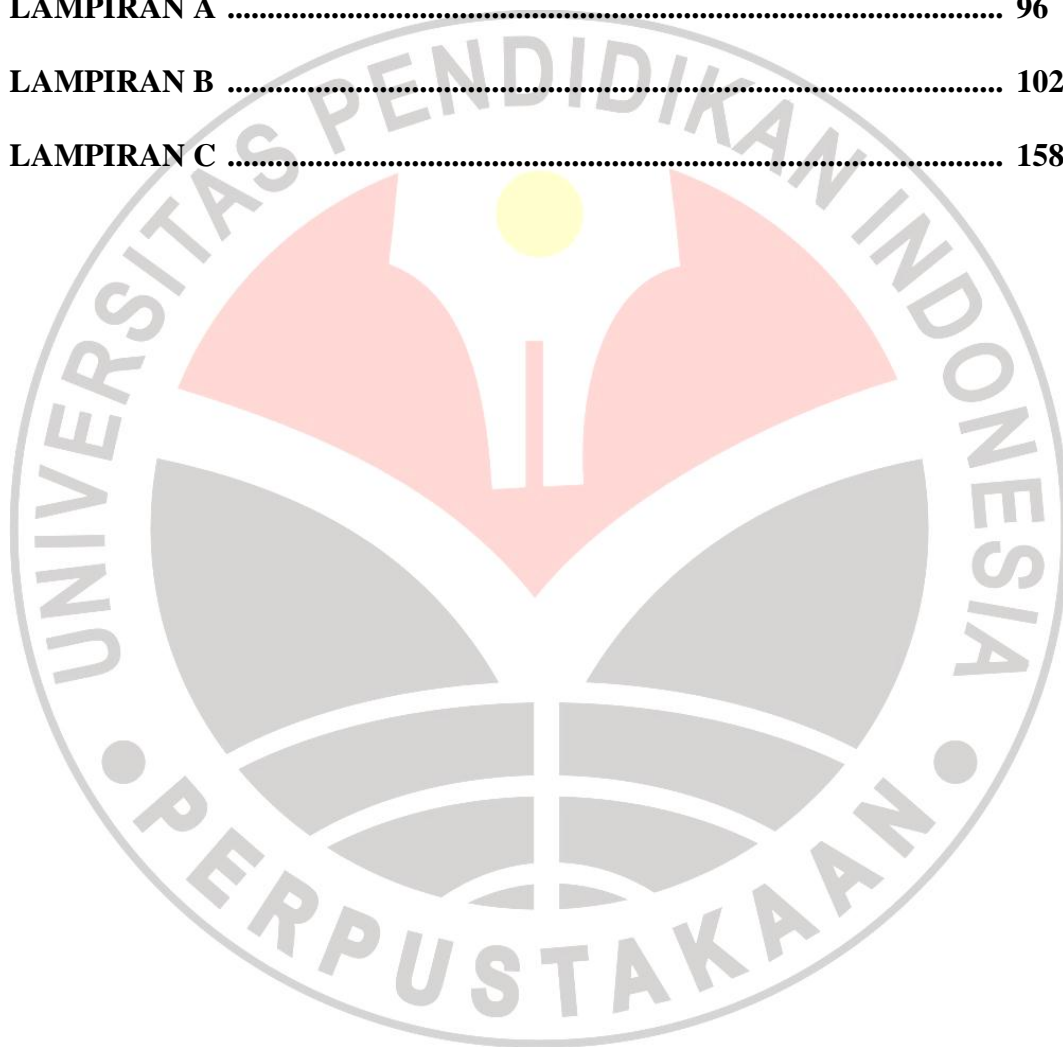 LAMPIRAN A ........................................................................................ 96
LAMPIRAN B ........................................................................................ 102
LAMPIRAN C ........................................................................................ 158
UNIVERSITAS PENDIDIKAN INDONESIA
PERPUSTAKAAN